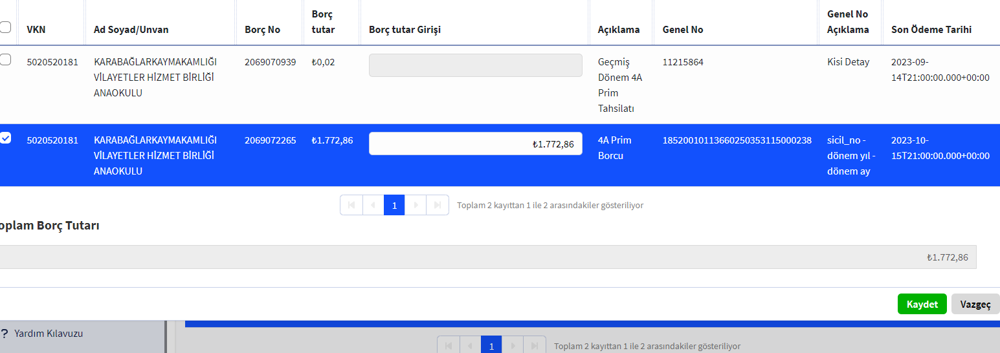 VKN
Ad Soyad/Unvan
Borç No
Borç
tutar
Borç tutar Girişi
Açıklama
Genel No
Genel No
Açıklama
Son Ödeme Tarihi
5020520181
KARABAĞLARKAYMAKAMLIĞI
VİLAYETLER HİZMET BİRLİĞİ
ANAOKULU
2069070939
₺0,02
Geçmiş
Dönem 4A
Prim
Tahsilatı
11215864
Kisi Detay
2023-09-
14T21:00:00.000+00:00
5020520181
KARABAĞLARKAYMAKAMLIĞI
VİLAYETLER HİZMET BİRLİĞİ
ANAOKULU
2069072265
₺1.772,86
₺1.772,86
4A Prim
Borcu
18520010113660250353115000238
sicil_no -
dönem yıl -
dönem ay
2023-10-
15T21:00:00.000+00:00
1
Toplam 2 kayıttan 1 ile 2 arasındakiler gösteriliyor
oplam Borç Tutarı
₺1.772,86
Kaydet
Vazgeç
? Yardım Kılavuzu
1
Toplam 2 kayıttan 1 ile 2 arasındakiler gösteriliyor